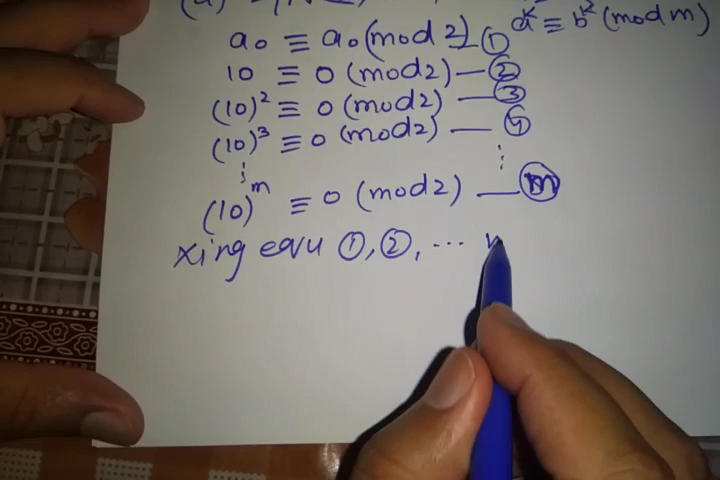 a^k ≡ b^k (mod m)
a₀ ≡ a₀ (mod 2) — ①
10 ≡ 0 (mod 2) — ②
(10)² ≡ 0 (mod 2) — ③
(10)³ ≡ 0 (mod 2) — ④
⋮ ⋮
(10)^m ≡ 0 (mod 2) — ⓜ
xing equ ①, ②, ...